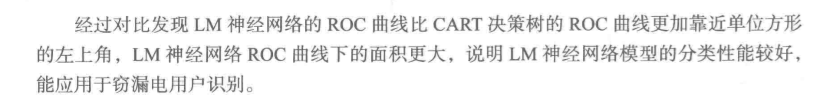 经过对比发现 LM 神经网络的 ROC 曲线比 CART 决策树的 ROC 曲线更加靠近单位方形
的左上角，LM 神经网络 ROC 曲线下的面积更大，说明 LM 神经网络模型的分类性能较好，
能应用于窃漏电用户识别。